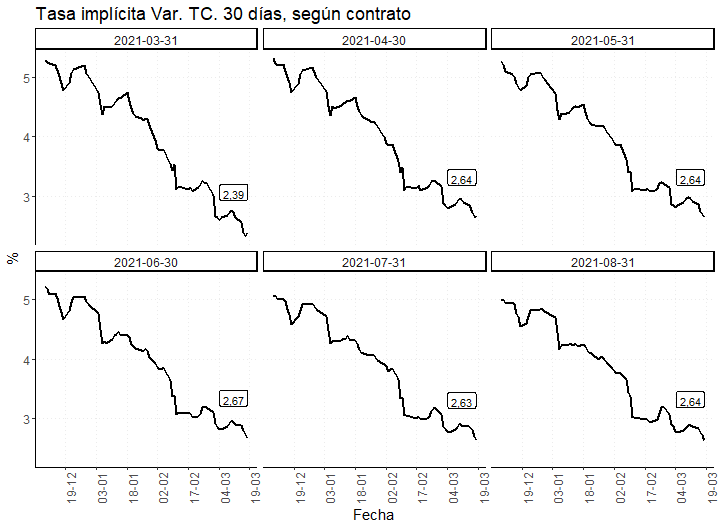 Tasa implícita Var. TC. 30 días, según contrato
2021-03-31 2021-04-30 2021-05-31
5
4
3
2,39 2,64 2,64
%
2021-06-30 2021-07-31 2021-08-31
5
4
3
2,67 2,63 2,64
19-12 03-01 18-01 02-02 17-02 04-03 19-03 19-12 03-01 18-01 02-02 17-02 04-03 19-03 19-12 03-01 18-01 02-02 17-02 04-03 19-03
Fecha